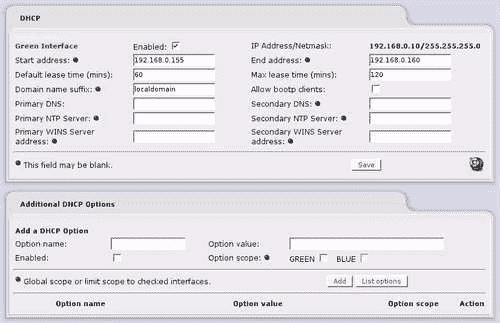 DHCP
Green Interface Enabled: IP Address/Netmask: 192.168.0.10/255.255.255.0
Start address: 192.168.0.155 End address: 192.168.0.160
Default lease time (mins): 60 Max lease time (mins): 120
Domain name suffix: localdomain Allow bootp clients:
Primary DNS: Secondary DNS:
Primary NTP Server: Secondary NTP Server:
Primary WINS Server address: Secondary WINS Server address:
This field may be blank. Save
Additional DHCP Options
Add a DHCP Option
Option name: Option value:
Enabled: Option scope: GREEN BLUE
Global scope or limit scope to checked interfaces. Add List options
Option name Option value Option scope Action